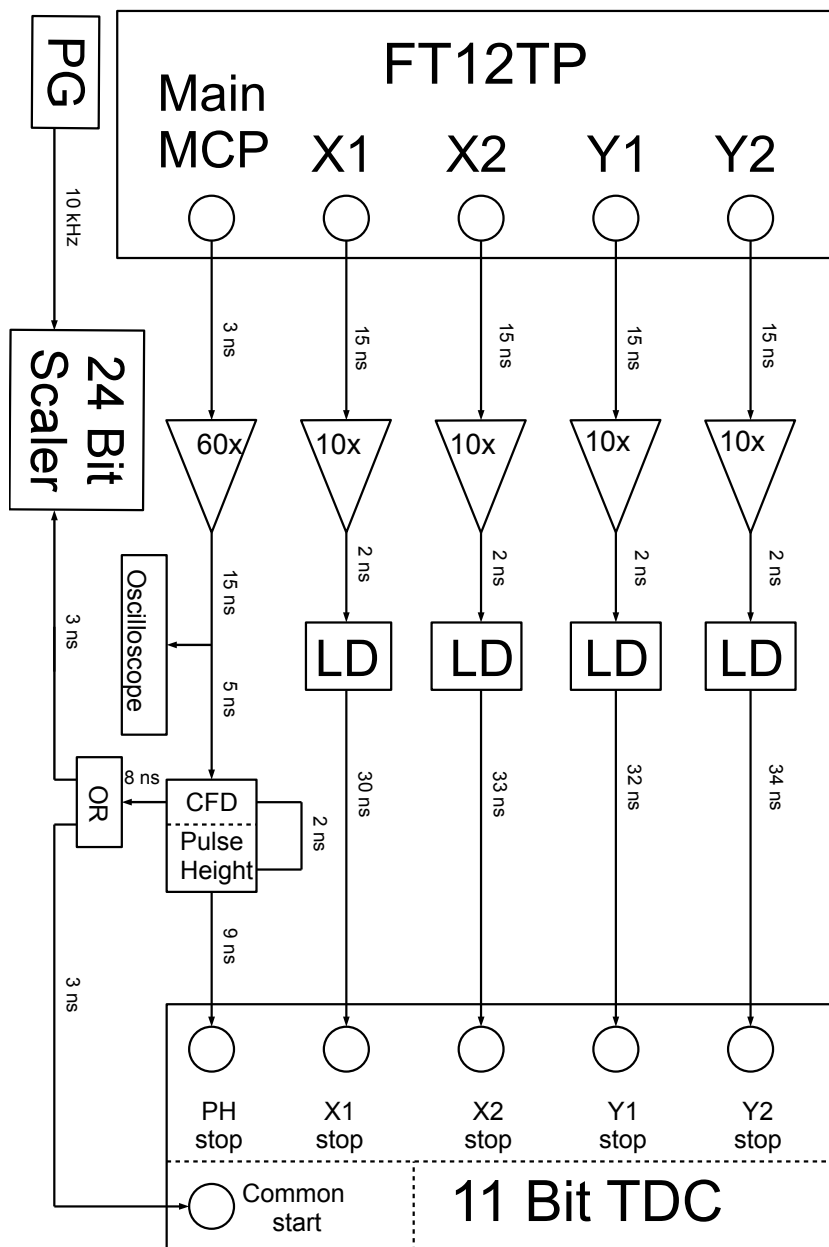 PG
FT12TP
Main
MCP
X1
X2
Y1
Y2
10 kHz
3 ns
15 ns
15 ns
15 ns
15 ns
24 Bit
Scaler
60x
10x
10x
10x
10x
15 ns
2 ns
2 ns
2 ns
2 ns
Oscilloscope
3 ns
LD
LD
LD
LD
5 ns
8 ns
OR
CFD
Pulse
Height
2 ns
30 ns
33 ns
32 ns
34 ns
9 ns
3 ns
PH
stop
X1
stop
X2
stop
Y1
stop
Y2
stop
Common
start
11 Bit TDC